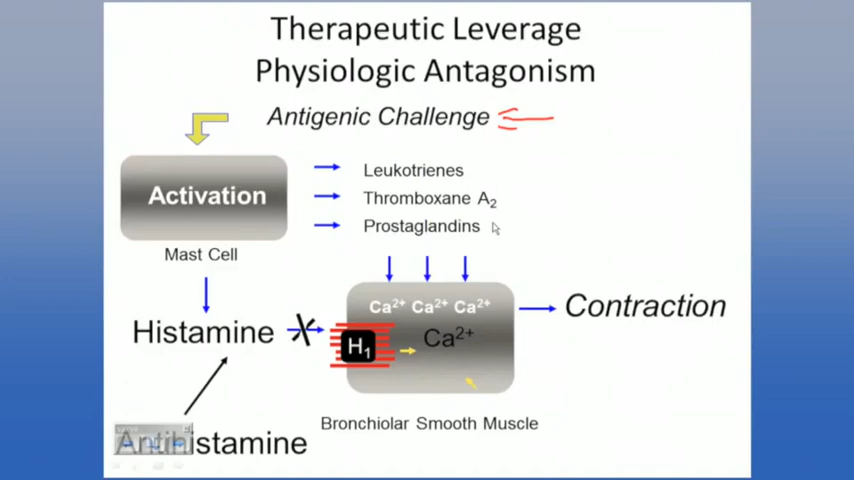 Therapeutic Leverage
Physiologic Antagonism
Antigenic Challenge
Activation
Leukotrienes
Thromboxane A₂
Prostaglandins
Mast Cell
Ca²⁺ Ca²⁺ Ca²⁺
Contraction
Histamine
H₁
Ca²⁺
Bronchiolar Smooth Muscle
Antihistamine